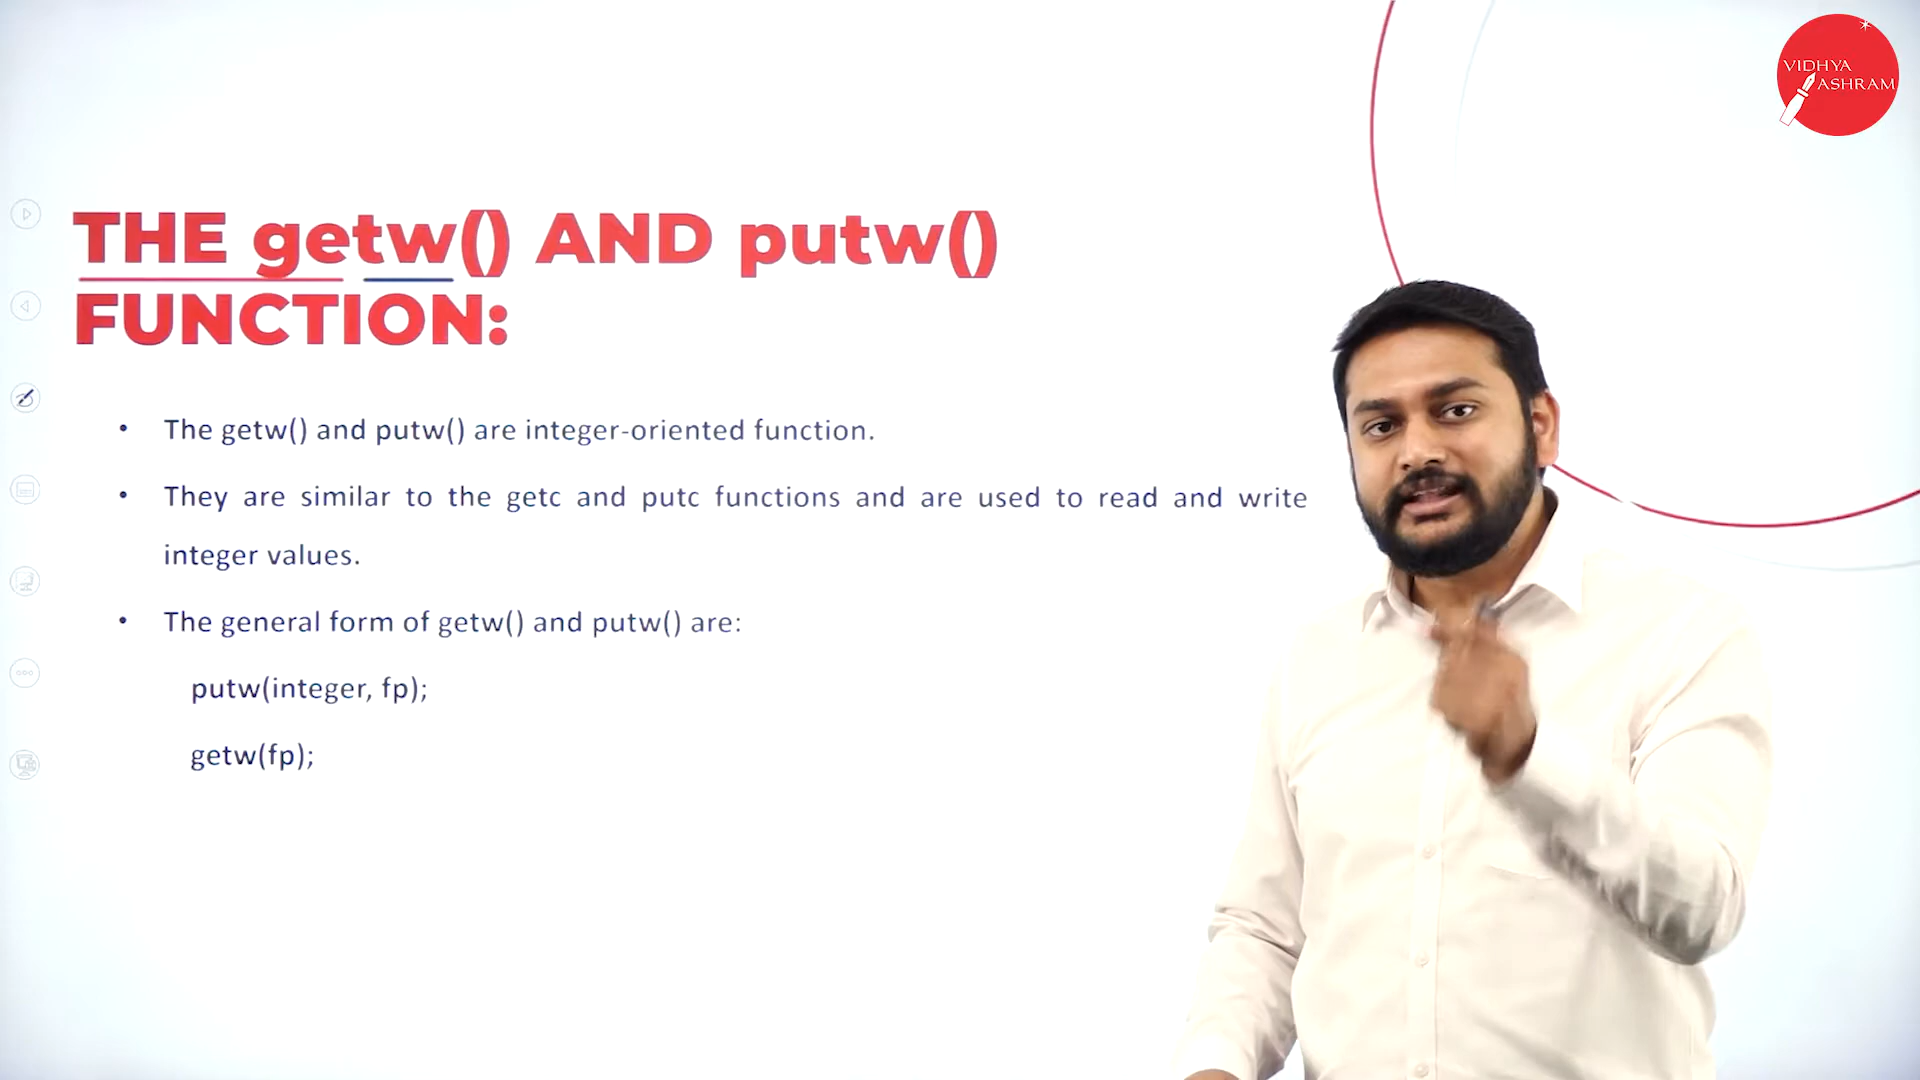 VIDHYA
ASHRAM
THE getw() AND putw()
FUNCTION:
• The getw() and putw() are integer-oriented function.
• They are similar to the getc and putc functions and are used to read and write
integer values.
• The general form of getw() and putw() are:
putw(integer, fp);
getw(fp);